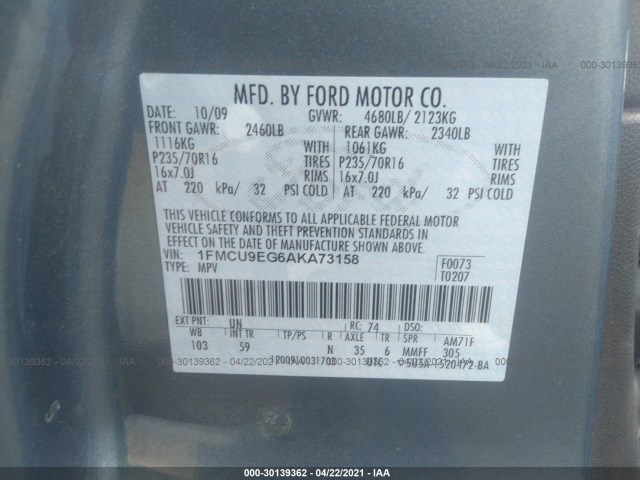 000-30139362 - 04/22/2021 - IAA
MFD. BY FORD MOTOR CO.
DATE: 10/09 GVWR: 4680LB/ 2123KG
FRONT GAWR: 2460LB REAR GAWR: 2340LB
1116KG WITH 1061KG WITH
P235/70R16 TIRES P235/70R16 TIRES
16x7.0J RIMS 16x7.0J RIMS
AT 220 kPa/ 32 PSI COLD AT 220 kPa/ 32 PSI COLD
THIS VEHICLE CONFORMS TO ALL APPLICABLE FEDERAL MOTOR
VEHICLE SAFETY AND THEFT PREVENTION STANDARDS IN
EFFECT ON THE DATE OF MANUFACTURE SHOWN ABOVE.
VIN: 1FMCU9EG6AKA73158 F0073
TYPE: MPV T0207
EXT PNT: UN RC: 74 DSO:
WB INT TR TP/PS R AXLE TR SPR AM71F
103 59 N 35 6 MMFF 305
000-30139362 - 04/22/2021 - IAA